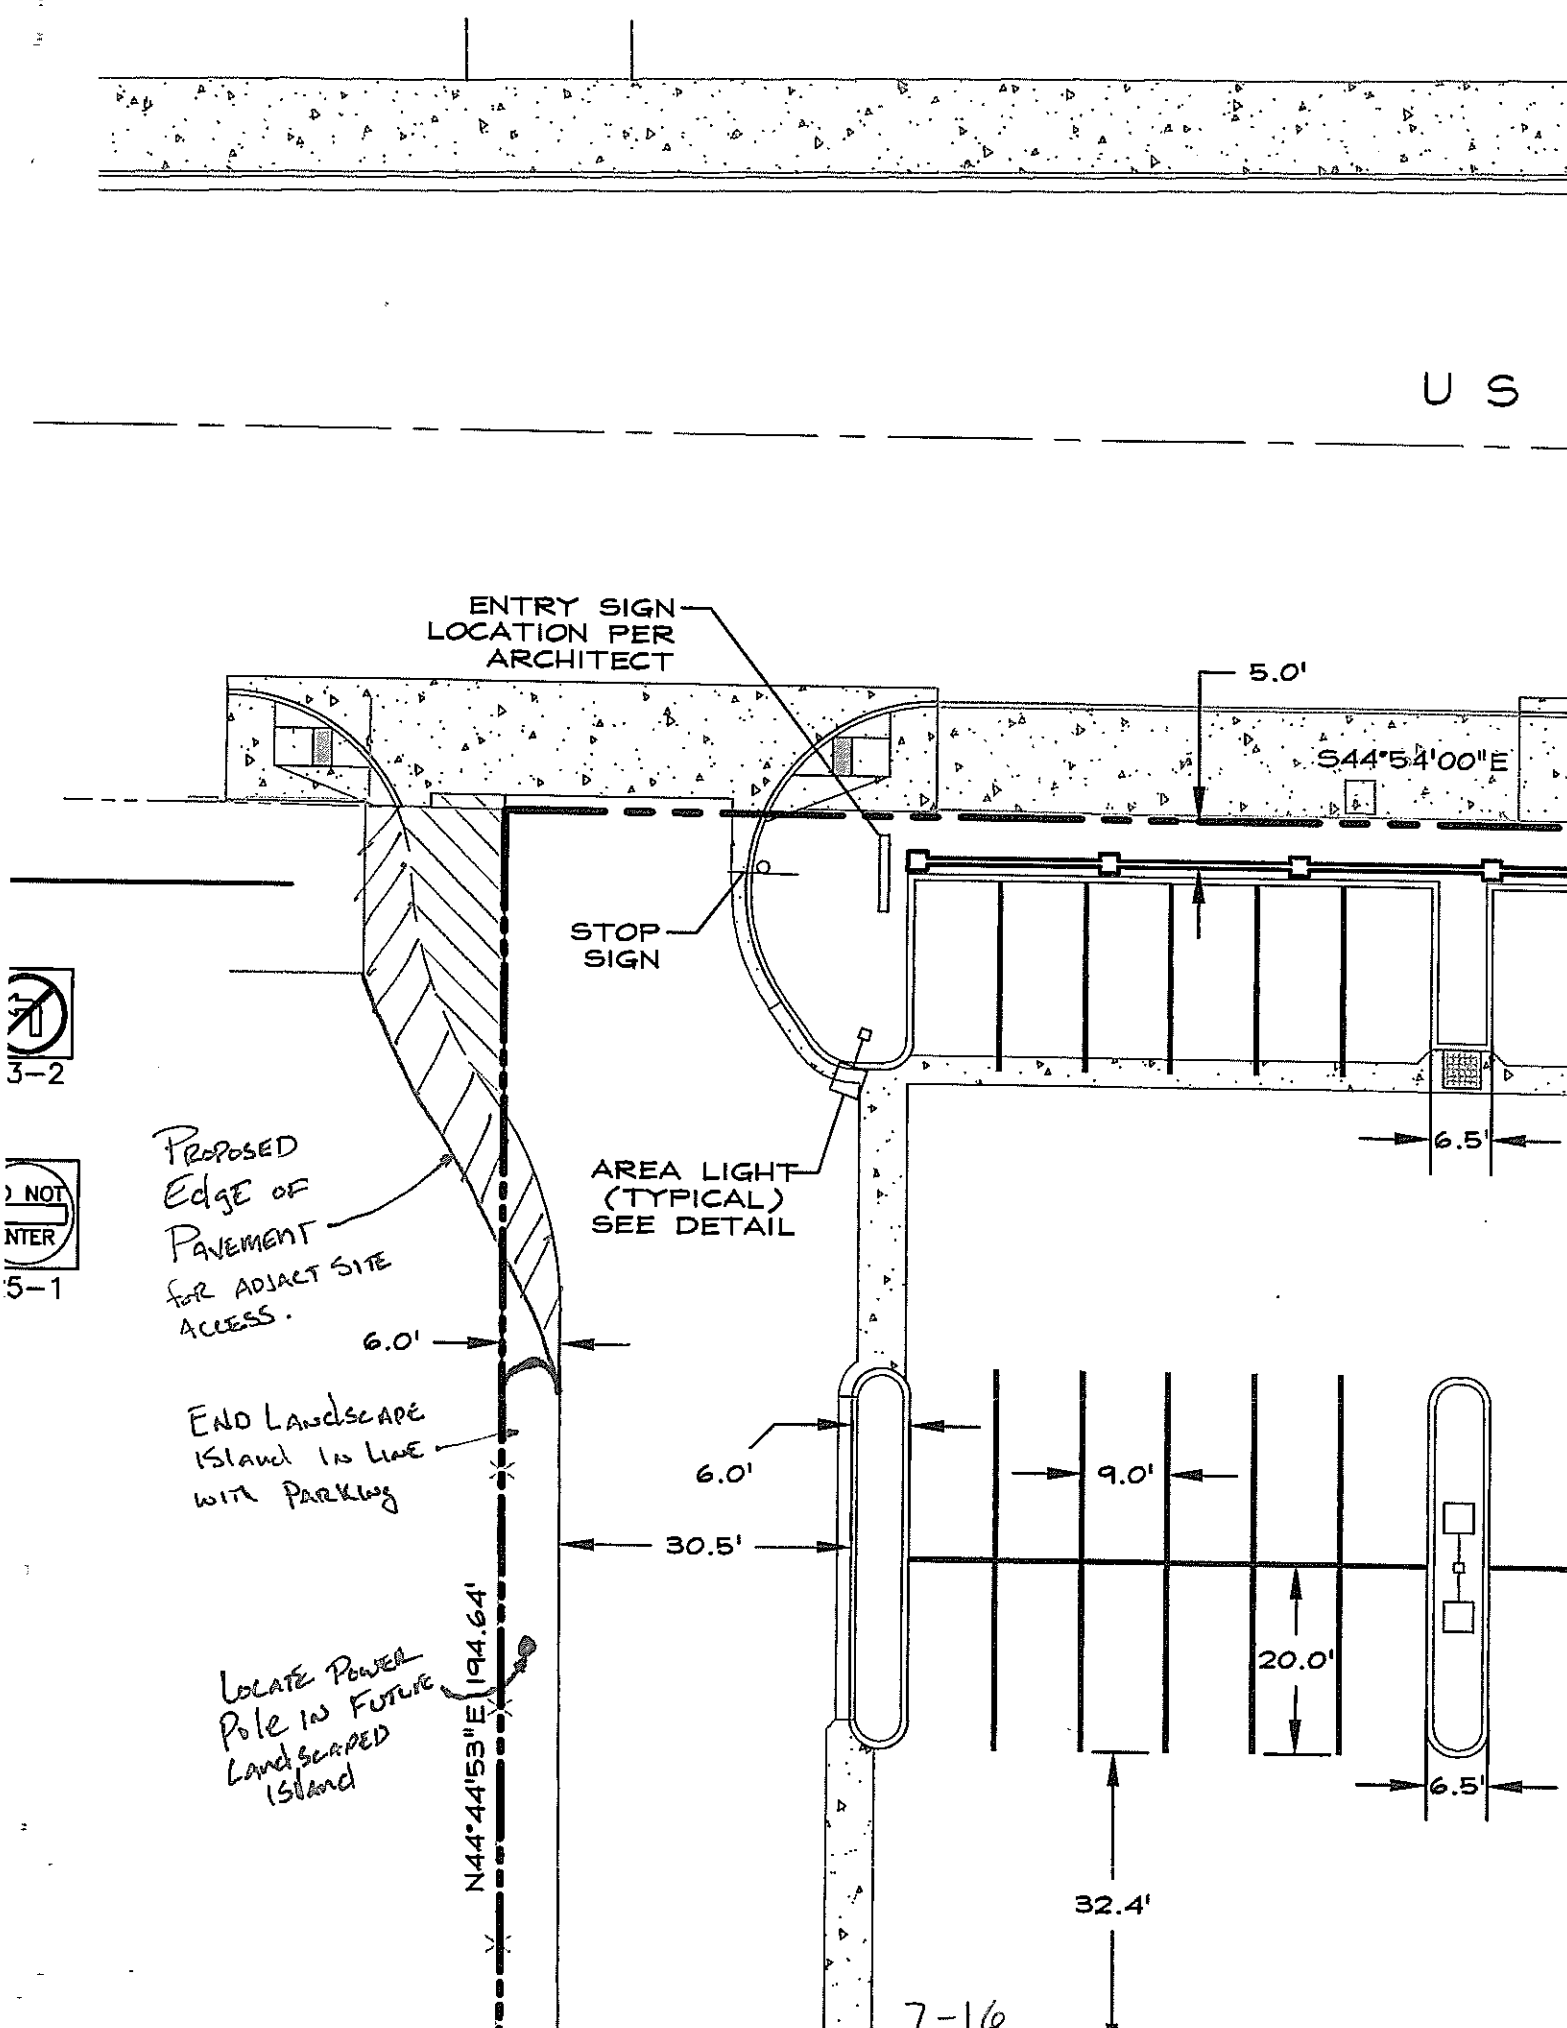 U S
ENTRY SIGN
LOCATION PER
ARCHITECT
5.0'
S44°54'00"E
STOP
SIGN
3-2
6.5'
PROPOSED
EdgE OF
PAVEMENT
FOR ADJACT SITE
ACCESS.
AREA LIGHT
(TYPICAL)
SEE DETAIL
NOT
NTER
5-1
6.0'
END LANdSCAPE
ISlANd IN LINE
WITH PARKINg
6.0'
9.0'
30.5'
N44°44'53"E 194.64'
LOCATE POWER
POle IN FUTURE
LANdSCAPED
ISlANd
20.0'
6.5'
32.4'
7-16